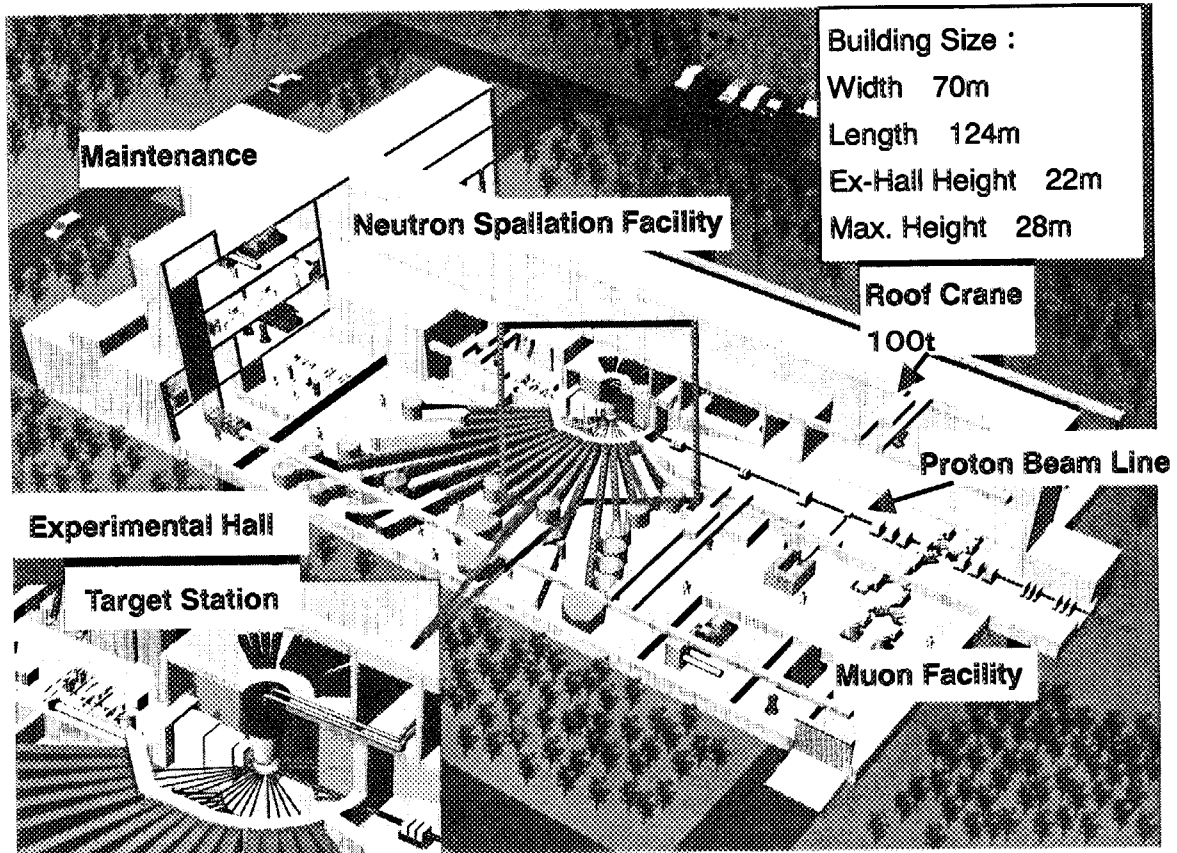 Building Size :
Width 70m
Length 124m
Ex-Hall Height 22m
Max. Height 28m
Maintenance
Neutron Spallation Facility
Roof Crane
100t
Proton Beam Line
Experimental Hall
Target Station
Muon Facility